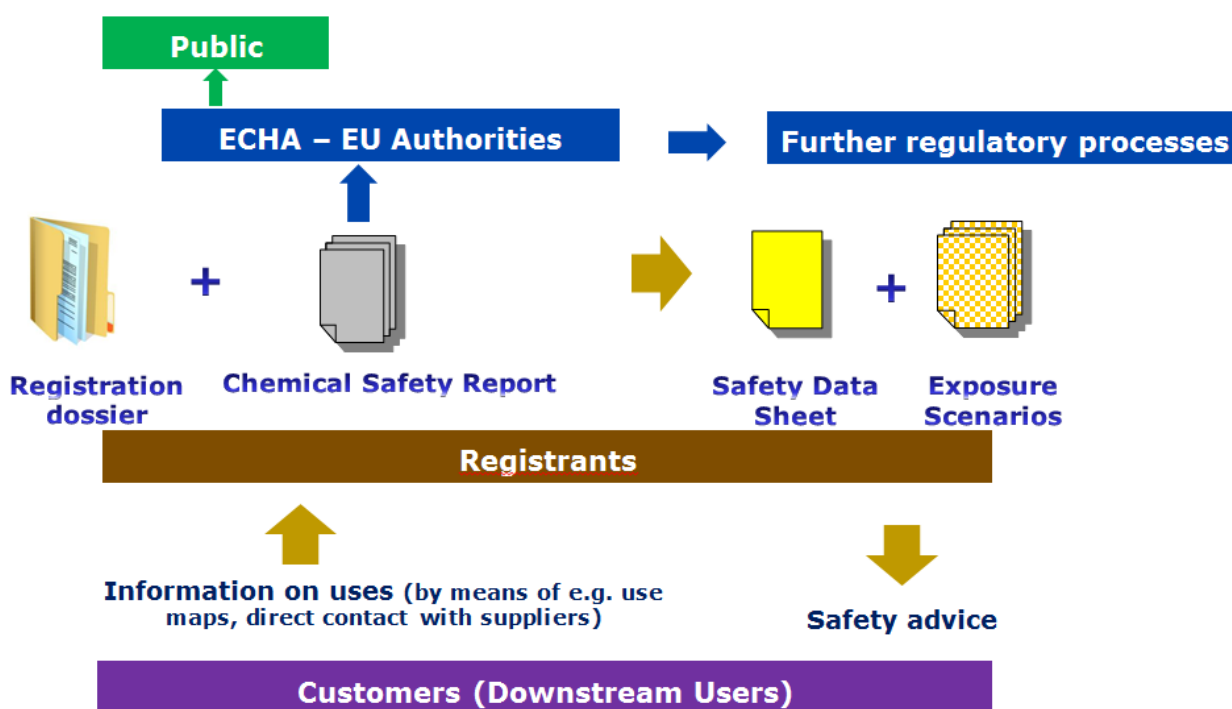 Public
ECHA – EU Authorities
Further regulatory processes
+
+
Registration
dossier
Chemical Safety Report
Safety Data
Sheet
Exposure
Scenarios
Registrants
Information on uses (by means of e.g. use
maps, direct contact with suppliers)
Safety advice
Customers (Downstream Users)